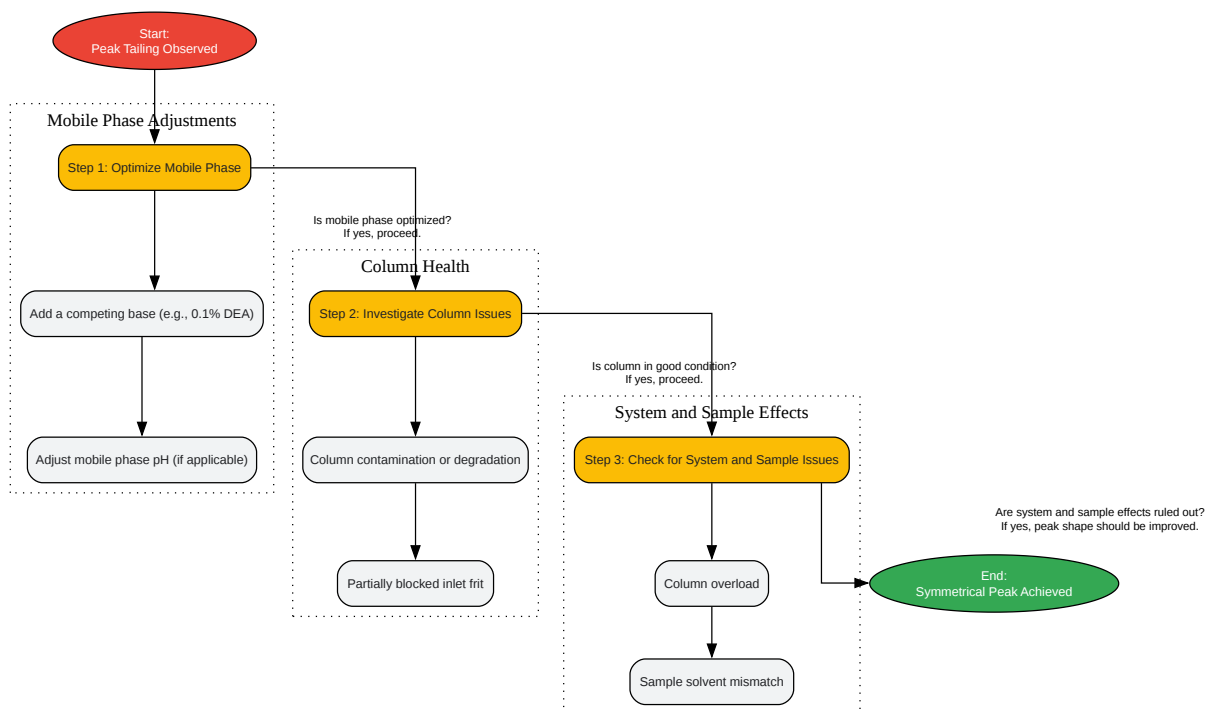 Start:
Peak Tailing Observed
Mobile Phase Adjustments
Step 1: Optimize Mobile Phase
Add a competing base (e.g., 0.1% DEA)
Adjust mobile phase pH (if applicable)
Is mobile phase optimized?
If yes, proceed.
Column Health
Step 2: Investigate Column Issues
Column contamination or degradation
Partially blocked inlet frit
Is column in good condition?
If yes, proceed.
System and Sample Effects
Step 3: Check for System and Sample Issues
Column overload
Sample solvent mismatch
Are system and sample effects ruled out?
If yes, peak shape should be improved.
End:
Symmetrical Peak Achieved